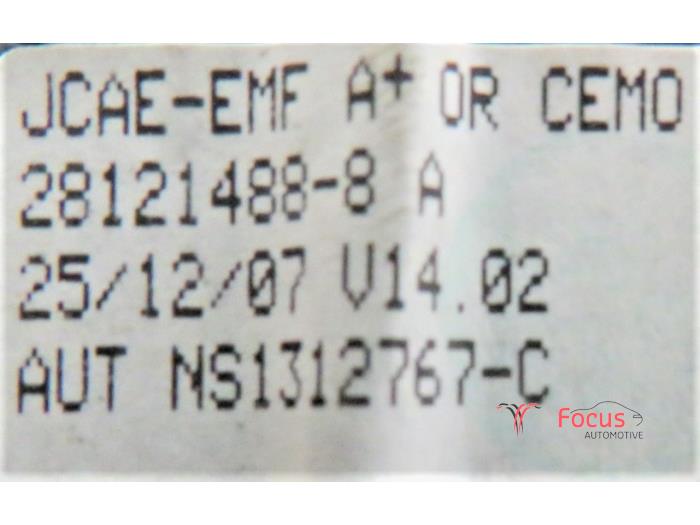 JCAE-EMF A+ OR CEMO
28121488-8 A
25/12/07 V14.02
AUT NS1312767-C
Focus
AUTOMOTIVE